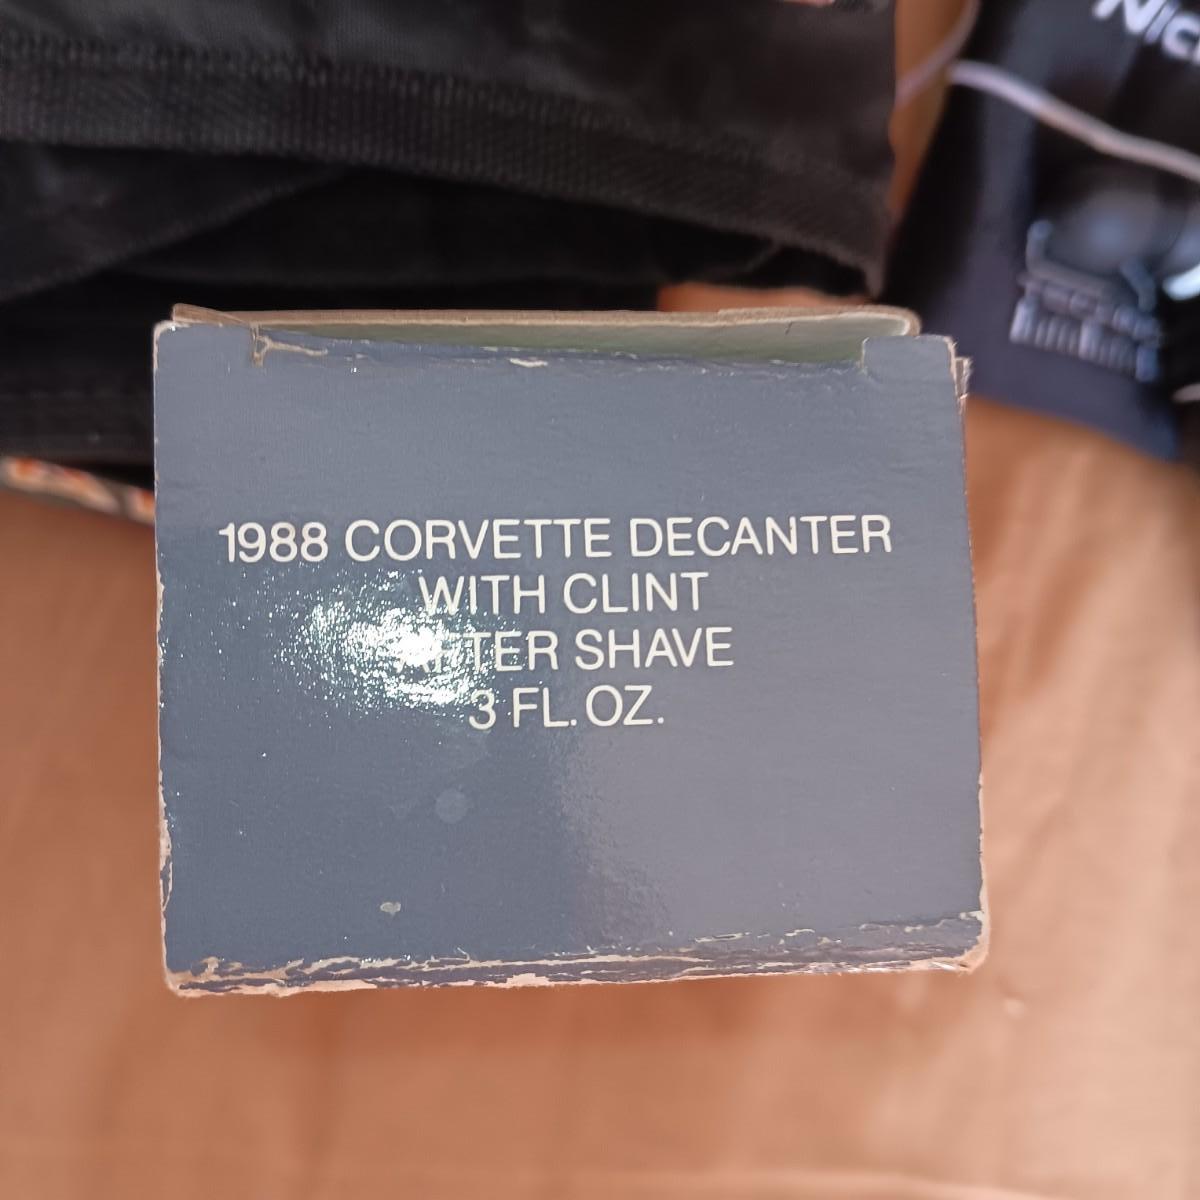 1988 CORVETTE DECANTER
WITH CLINT
AFTER SHAVE
3 FL. OZ.